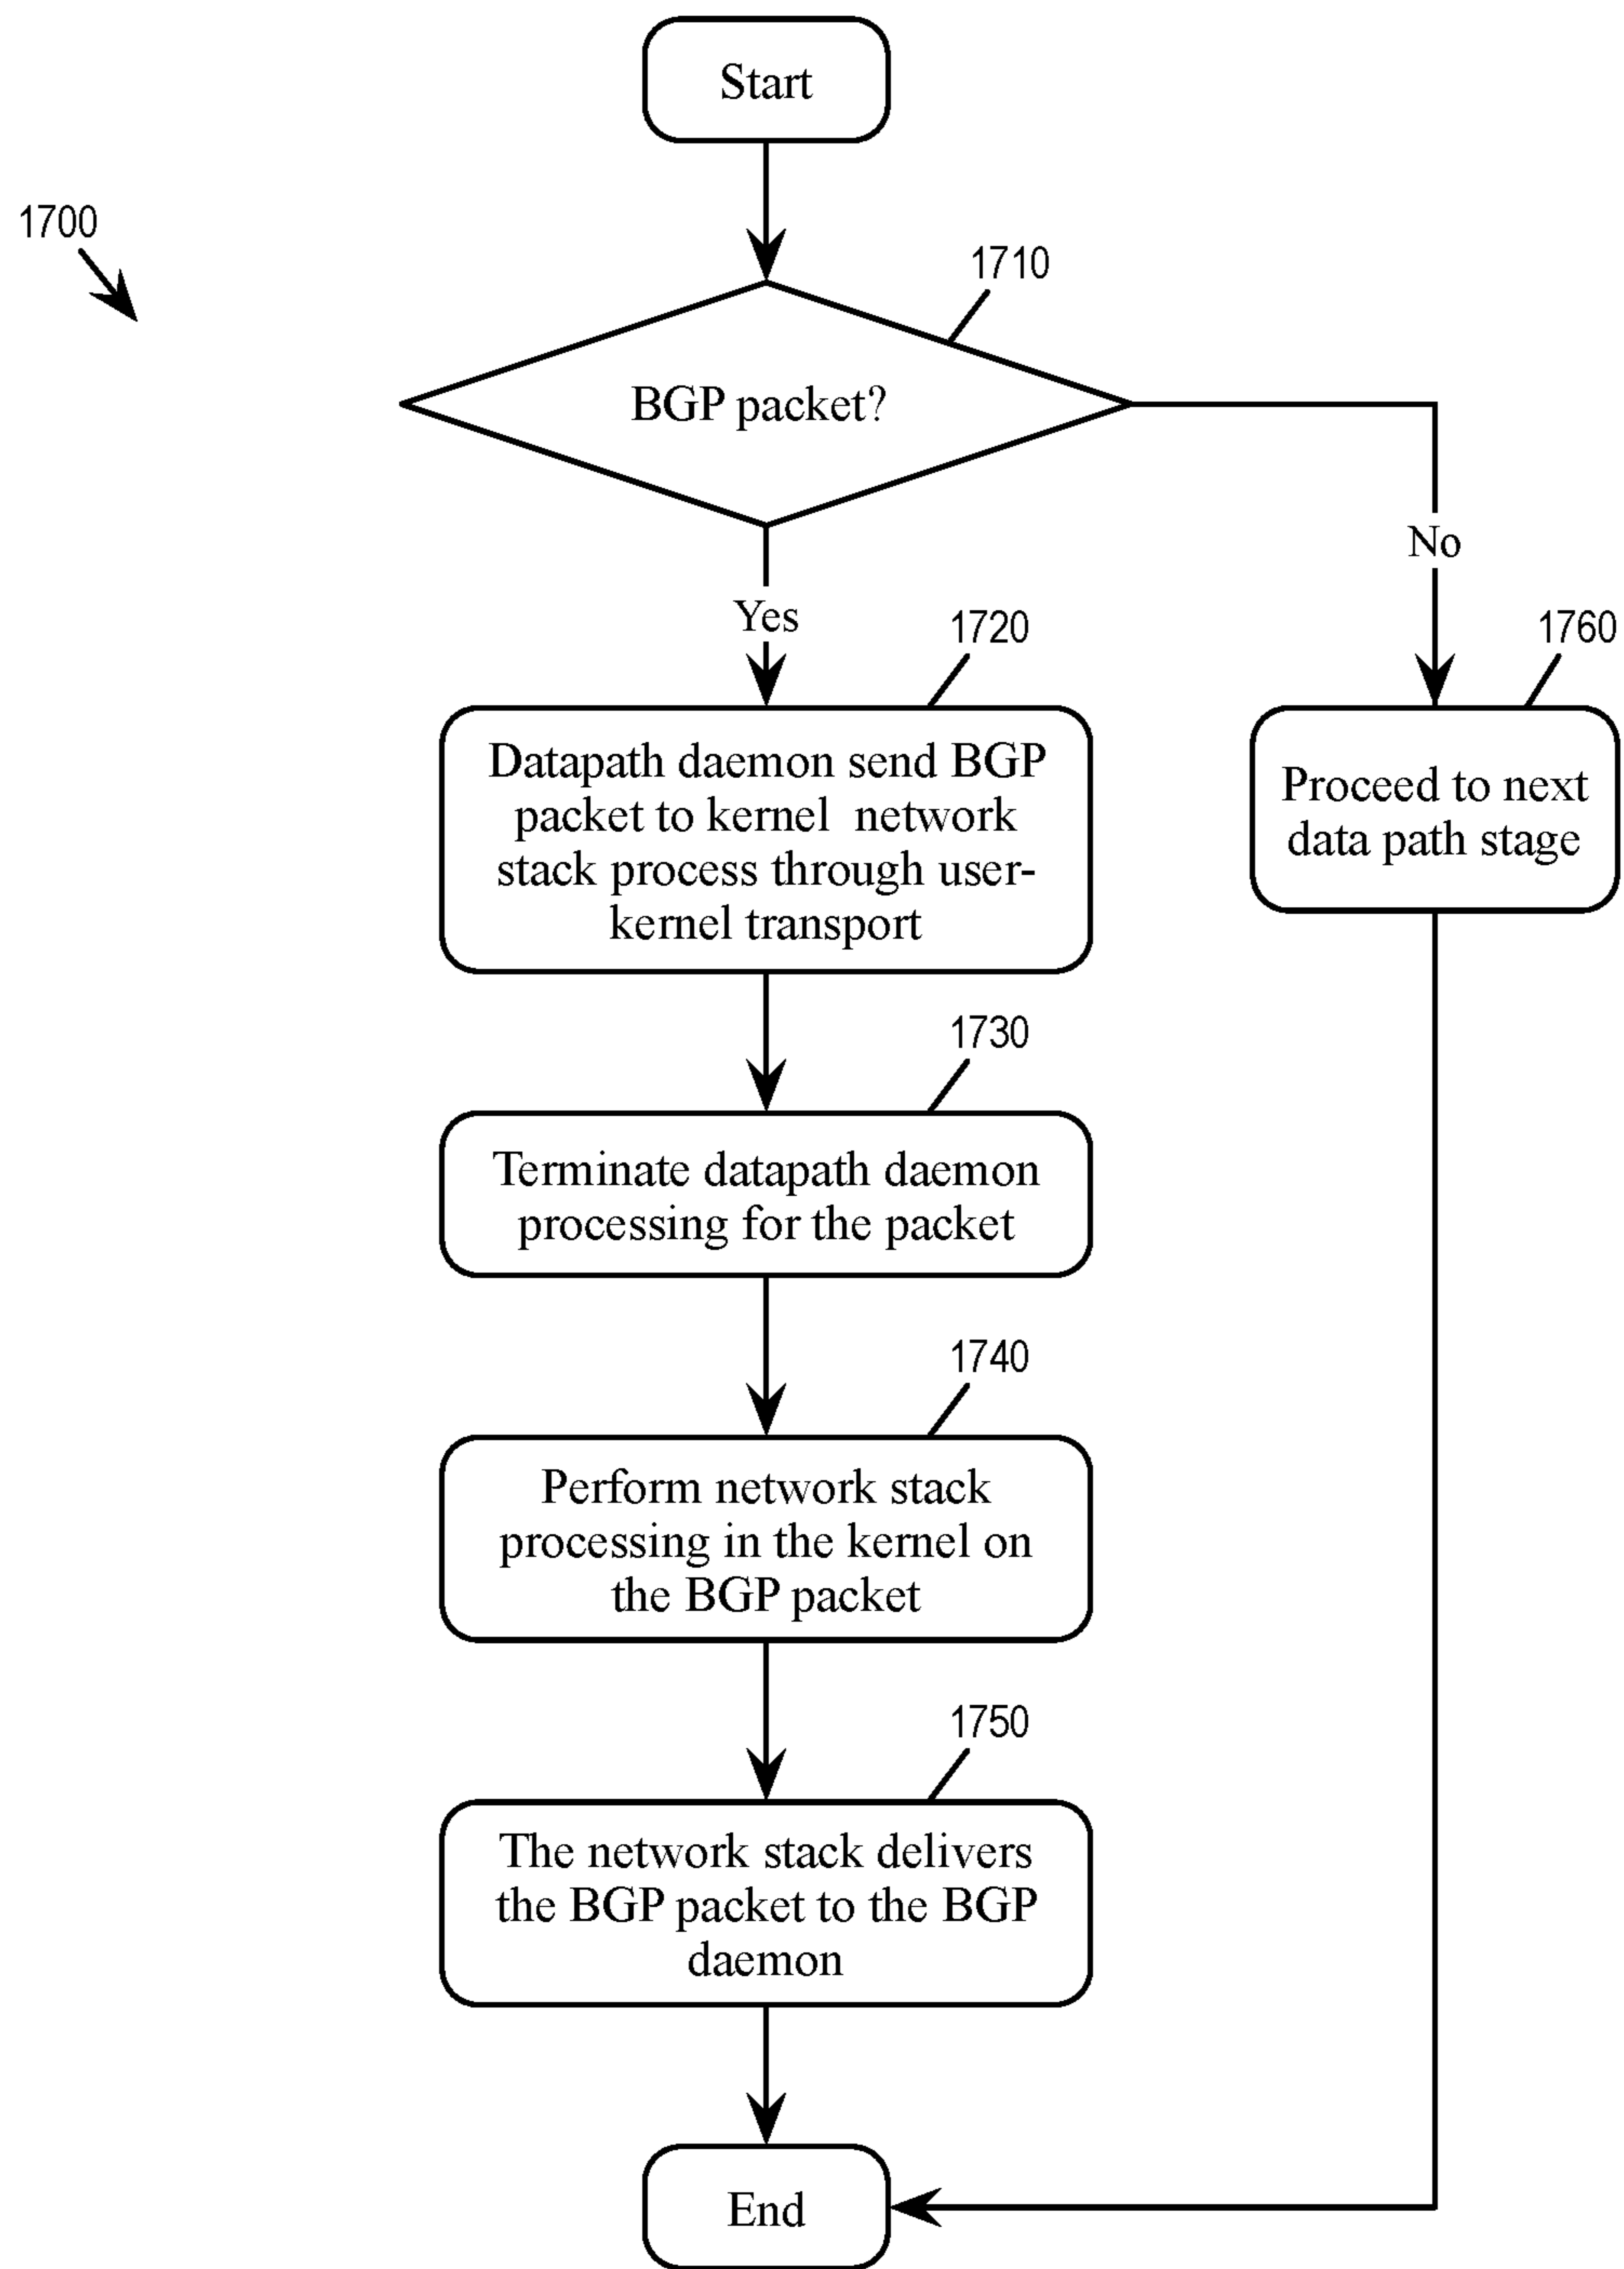 Start
1700
1710
BGP packet?
No
Yes
1720
1760
Datapath daemon send BGP
packet to kernel network
stack process through user-
kernel transport
Proceed to next
data path stage
1730
Terminate datapath daemon
processing for the packet
1740
Perform network stack
processing in the kernel on
the BGP packet
1750
The network stack delivers
the BGP packet to the BGP
daemon
End